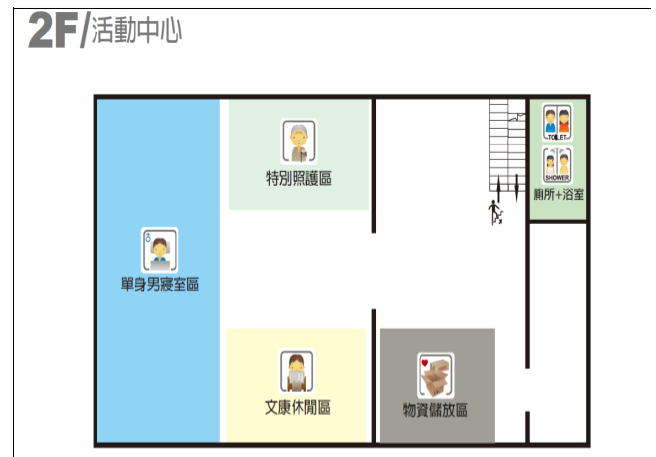 2F/活動中心
特別照護區
TOILET
SHOWER
廁所+浴室
單身男寢室區
文康休閒區
物資儲放區